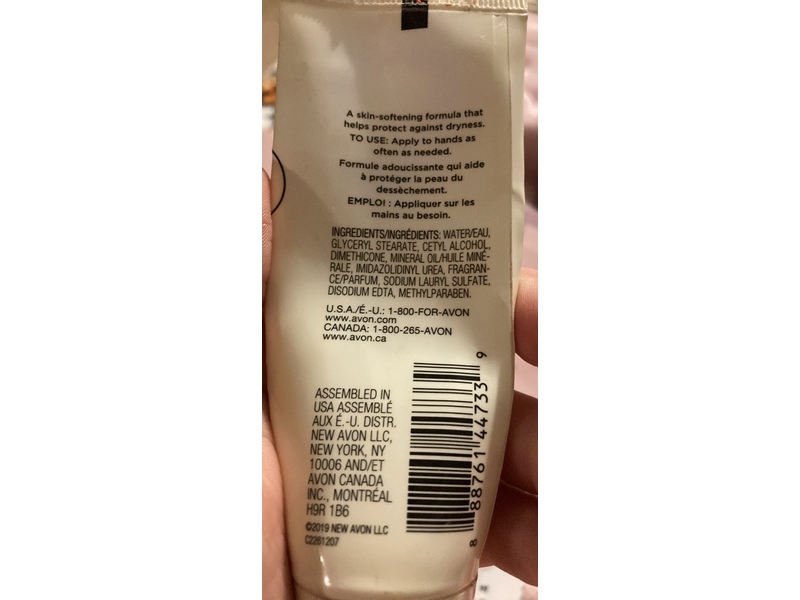 A skin-softening formula that
helps protect against dryness.
TO USE: Apply to hands as
often as needed.
Formule adoucissante qui aide
à protéger la peau du
dessèchement.
EMPLOI : Appliquer sur les
mains au besoin.
INGREDIENTS/INGRÉDIENTS: WATER/EAU,
GLYCERYL STEARATE, CETYL ALCOHOL,
DIMETHICONE, MINERAL OIL/HUILE MINÉ-
RALE, IMIDAZOLIDINYL UREA, FRAGRAN-
CE/PARFUM, SODIUM LAURYL SULFATE,
DISODIUM EDTA, METHYLPARABEN.
U.S.A./É.-U.: 1-800-FOR-AVON
www.avon.com
CANADA: 1-800-265-AVON
www.avon.ca
ASSEMBLED IN
USA ASSEMBLÉ
AUX É.-U. DISTR.
NEW AVON LLC,
NEW YORK, NY
10006 AND/ET
AVON CANADA
INC., MONTRÉAL
H9R 1B6
©2019 NEW AVON LLC
C2261207
8 88761 44733 9